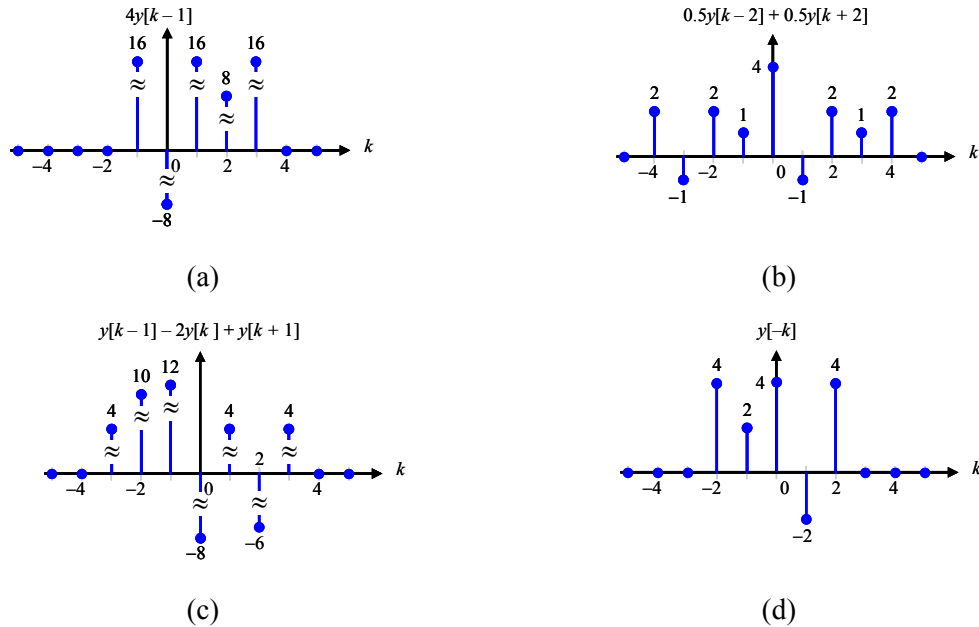 4y[k – 1]
16 16 16
8
k
–4 –2 0 2 4
–8
(a)
0.5y[k – 2] + 0.5y[k + 2]
4
2 2 2 2
1 1
k
–4 –2 0 2 4
–1 –1
(b)
y[k – 1] – 2y[k ] + y[k + 1]
12
10
4 4 4
2
k
–4 –2 0 4
–8 –6
(c)
y[–k]
4 4 4
2
k
–4 –2 0 2 4
–2
(d)